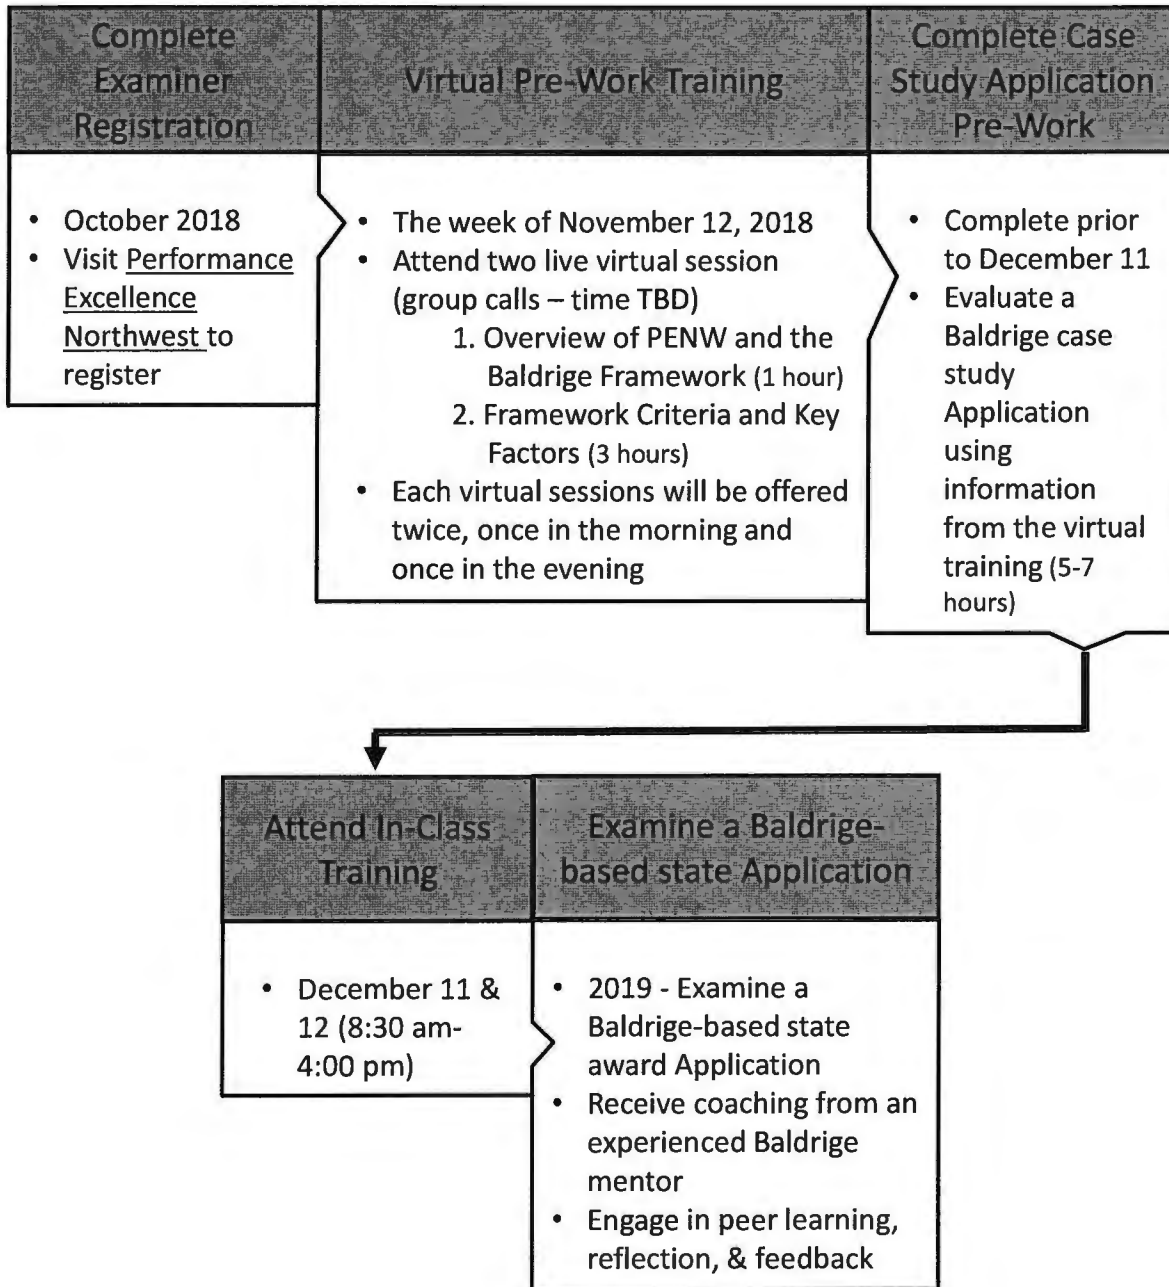 Complete
Examiner
Registration
Virtual Pre-Work Training
Complete Case
Study Application
Pre-Work
• October 2018
• Visit Performance
Excellence
Northwest to
register
• The week of November 12, 2018
• Attend two live virtual session
(group calls – time TBD)
1. Overview of PENW and the
Baldrige Framework (1 hour)
2. Framework Criteria and Key
Factors (3 hours)
• Each virtual sessions will be offered
twice, once in the morning and
once in the evening
• Complete prior
to December 11
• Evaluate a
Baldrige case
study
Application
using
information
from the virtual
training (5-7
hours)
Attend In-Class
Training
Examine a Baldrige-
based state Application
• December 11 &
12 (8:30 am-
4:00 pm)
• 2019 - Examine a
Baldrige-based state
award Application
• Receive coaching from an
experienced Baldrige
mentor
• Engage in peer learning,
reflection, & feedback